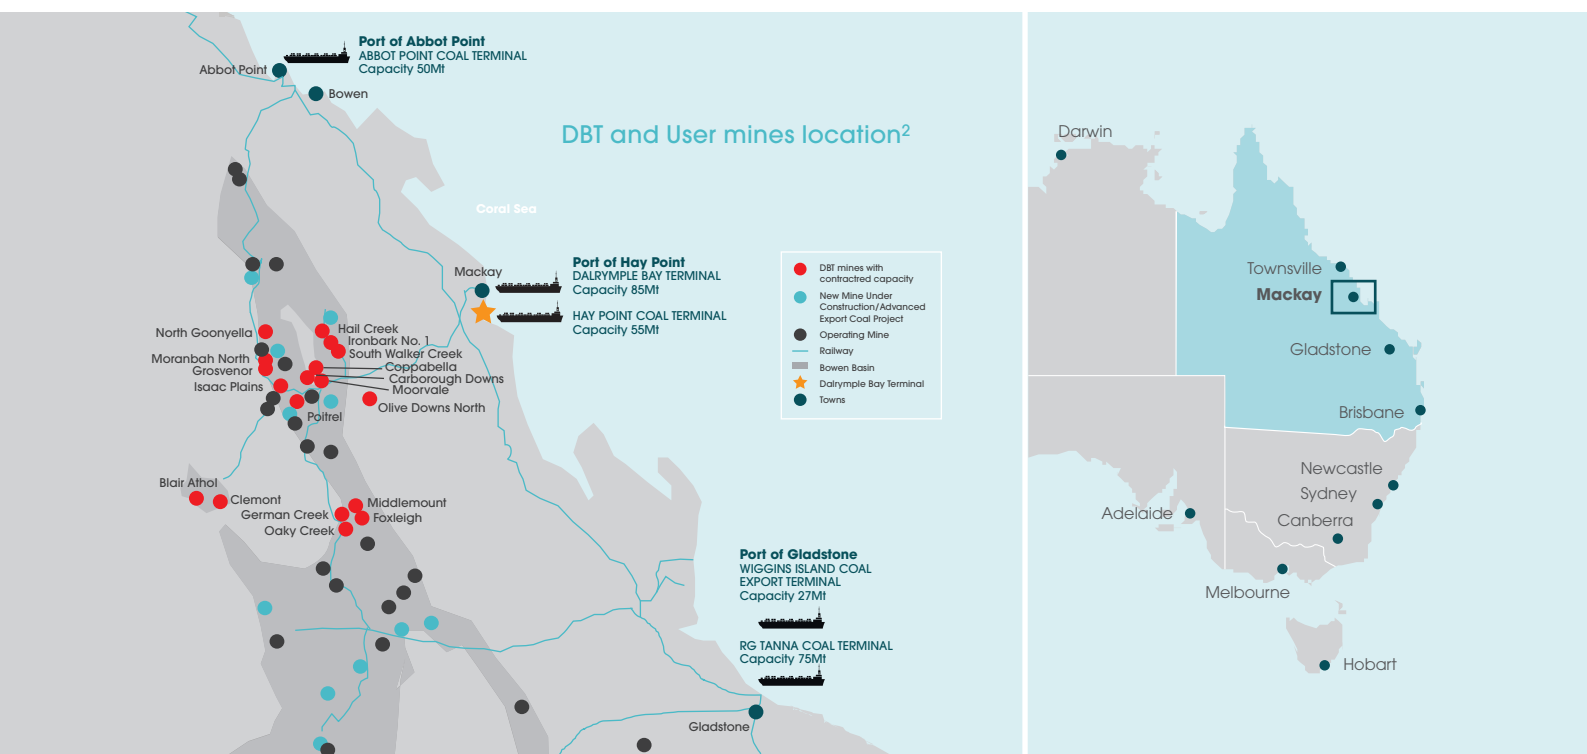 Port of Abbot Point
ABBOT POINT COAL TERMINAL
Capacity 50Mt
Abbot Point
Bowen
DBT and User mines location2
Coral Sea
Mackay
Port of Hay Point
DALRYMPLE BAY TERMINAL
Capacity 85Mt
HAY POINT COAL TERMINAL
Capacity 55Mt
DBT mines with
contractred capacity
New Mine Under
Construction/Advanced
Export Coal Project
Operating Mine
Railway
Bowen Basin
Dalrymple Bay Terminal
Towns
North Goonyella
Moranbah North
Grosvenor
Isaac Plains
Hail Creek
Ironbark No. 1
South Walker Creek
Coppabella
Carborough Downs
Moorvale
Olive Downs North
Poitrel
Blair Athol
Clemont
German Creek
Oaky Creek
Middlemount
Foxleigh
Port of Gladstone
WIGGINS ISLAND COAL
EXPORT TERMINAL
Capacity 27Mt
RG TANNA COAL TERMINAL
Capacity 75Mt
Gladstone
Darwin
Townsville
Mackay
Gladstone
Brisbane
Newcastle
Sydney
Canberra
Adelaide
Melbourne
Hobart